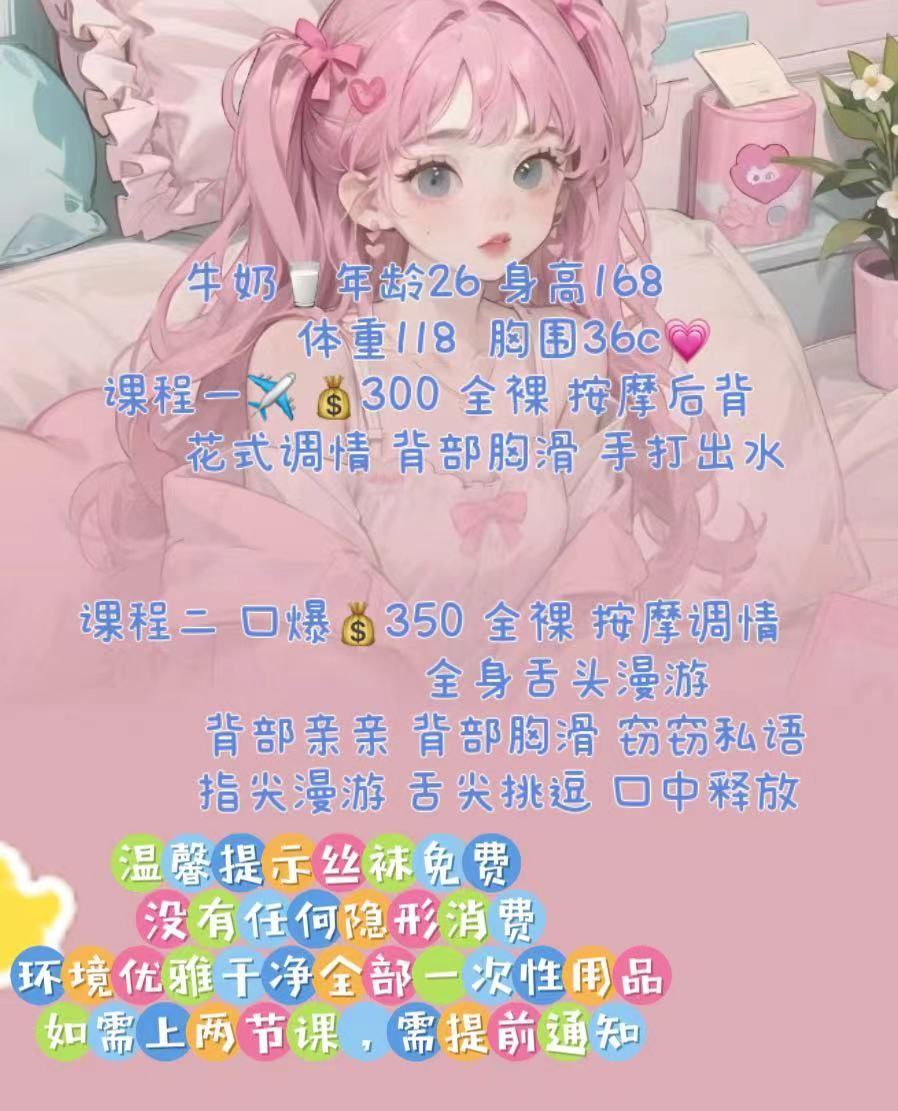 牛奶🥛年龄26 身高168
体重118 胸围36c💗
课程一✈️ 💰300 全裸 按摩后背
花式调情 背部胸滑 手打出水
课程二 口爆💰350 全裸 按摩调情
全身舌头漫游
背部亲亲 背部胸滑 窃窃私语
指尖漫游 舌尖挑逗 口中释放
温馨提示丝袜免费
没有任何隐形消费
环境优雅干净全部一次性用品
如需上两节课，需提前通知